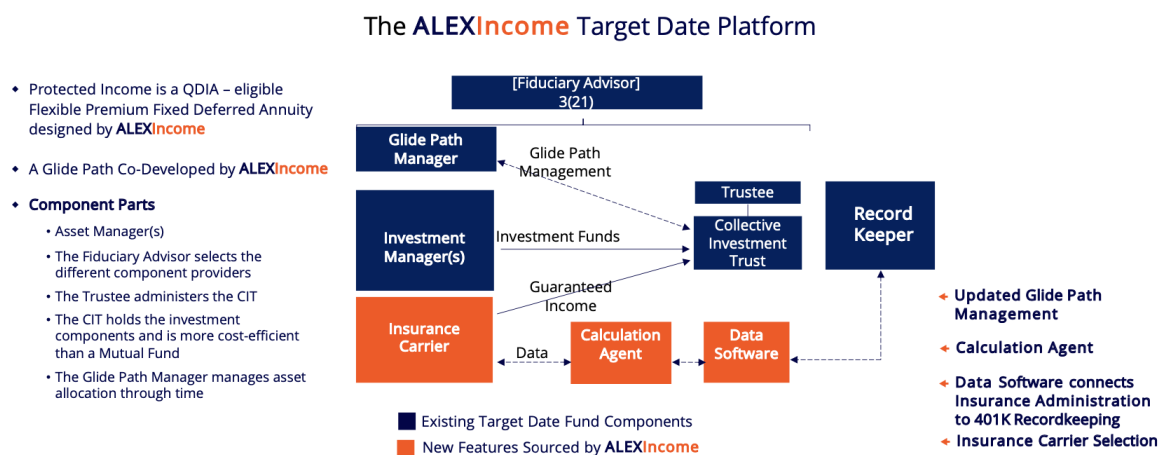 The ALEXIncome Target Date Platform
Protected Income is a QDIA – eligible
Flexible Premium Fixed Deferred Annuity
designed by ALEXIncome
A Glide Path Co-Developed by ALEXIncome
Component Parts
• Asset Manager(s)
• The Fiduciary Advisor selects the
different component providers
• The Trustee administers the CIT
• The CIT holds the investment
components and is more cost-efficient
than a Mutual Fund
• The Glide Path Manager manages asset
allocation through time
[Fiduciary Advisor]
3(21)
Glide Path
Manager
Glide Path
Management
Investment
Manager(s)
Investment Funds
Trustee
Collective
Investment
Trust
Record
Keeper
Guaranteed
Income
Insurance
Carrier
Data
Calculation
Agent
Data
Software
Existing Target Date Fund Components
New Features Sourced by ALEXIncome
Updated Glide Path
Management
Calculation Agent
Data Software connects
Insurance Administration
to 401K Recordkeeping
Insurance Carrier Selection